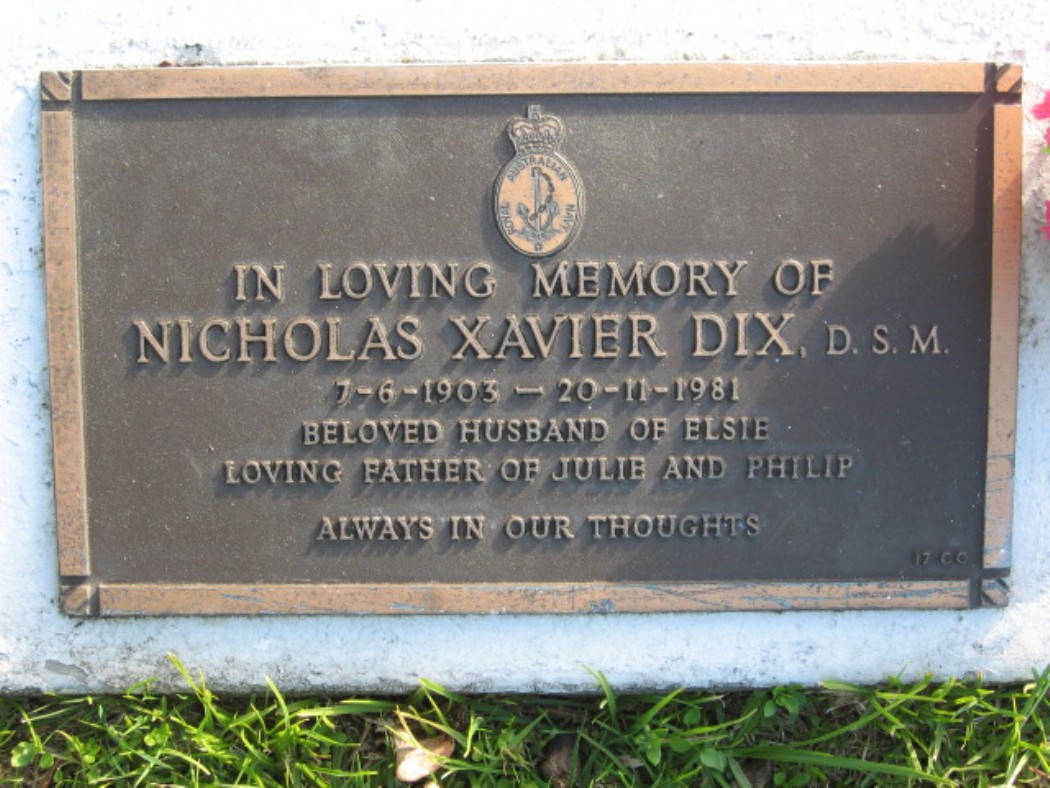 AUSTRALIAN
ROYAL NAVY
IN LOVING MEMORY OF
NICHOLAS XAVIER DIX, D. S. M.
7-6-1903 — 20-11-1981
BELOVED HUSBAND OF ELSIE
LOVING FATHER OF JULIE AND PHILIP
ALWAYS IN OUR THOUGHTS
17 CC